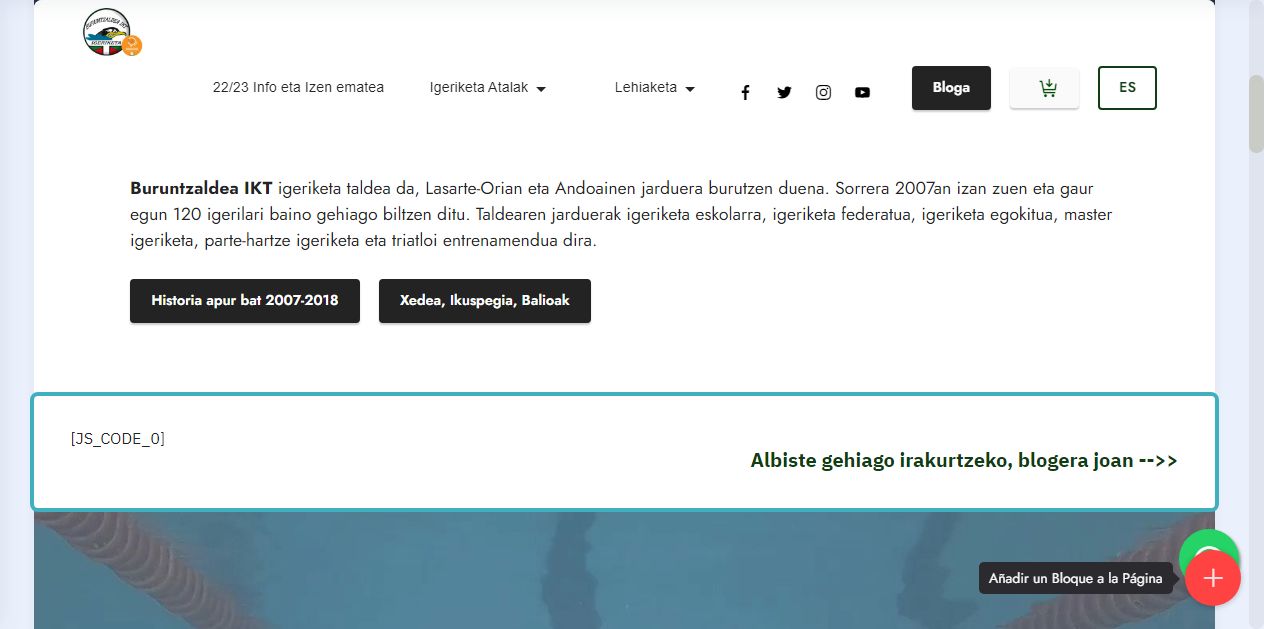 BURUNTZALDEA IKT
IGERIKETA
22/23 Info eta Izen ematea
Igeriketa Atalak
Lehiaketa
Bloga
ES
Buruntzaldea IKT igeriketa taldea da, Lasarte-Orian eta Andoainen jarduera burutzen duena. Sorrera 2007an izan zuen eta gaur
egun 120 igerilari baino gehiago biltzen ditu. Taldearen jarduerak igeriketa eskolarra, igeriketa federatua, igeriketa egokitua, master
igeriketa, parte-hartze igeriketa eta triatloi entrenamendua dira.
Historia apur bat 2007-2018
Xedea, Ikuspegia, Balioak
[JS_CODE_0]
Albiste gehiago irakurtzeko, blogera joan -->>
Añadir un Bloque a la Página